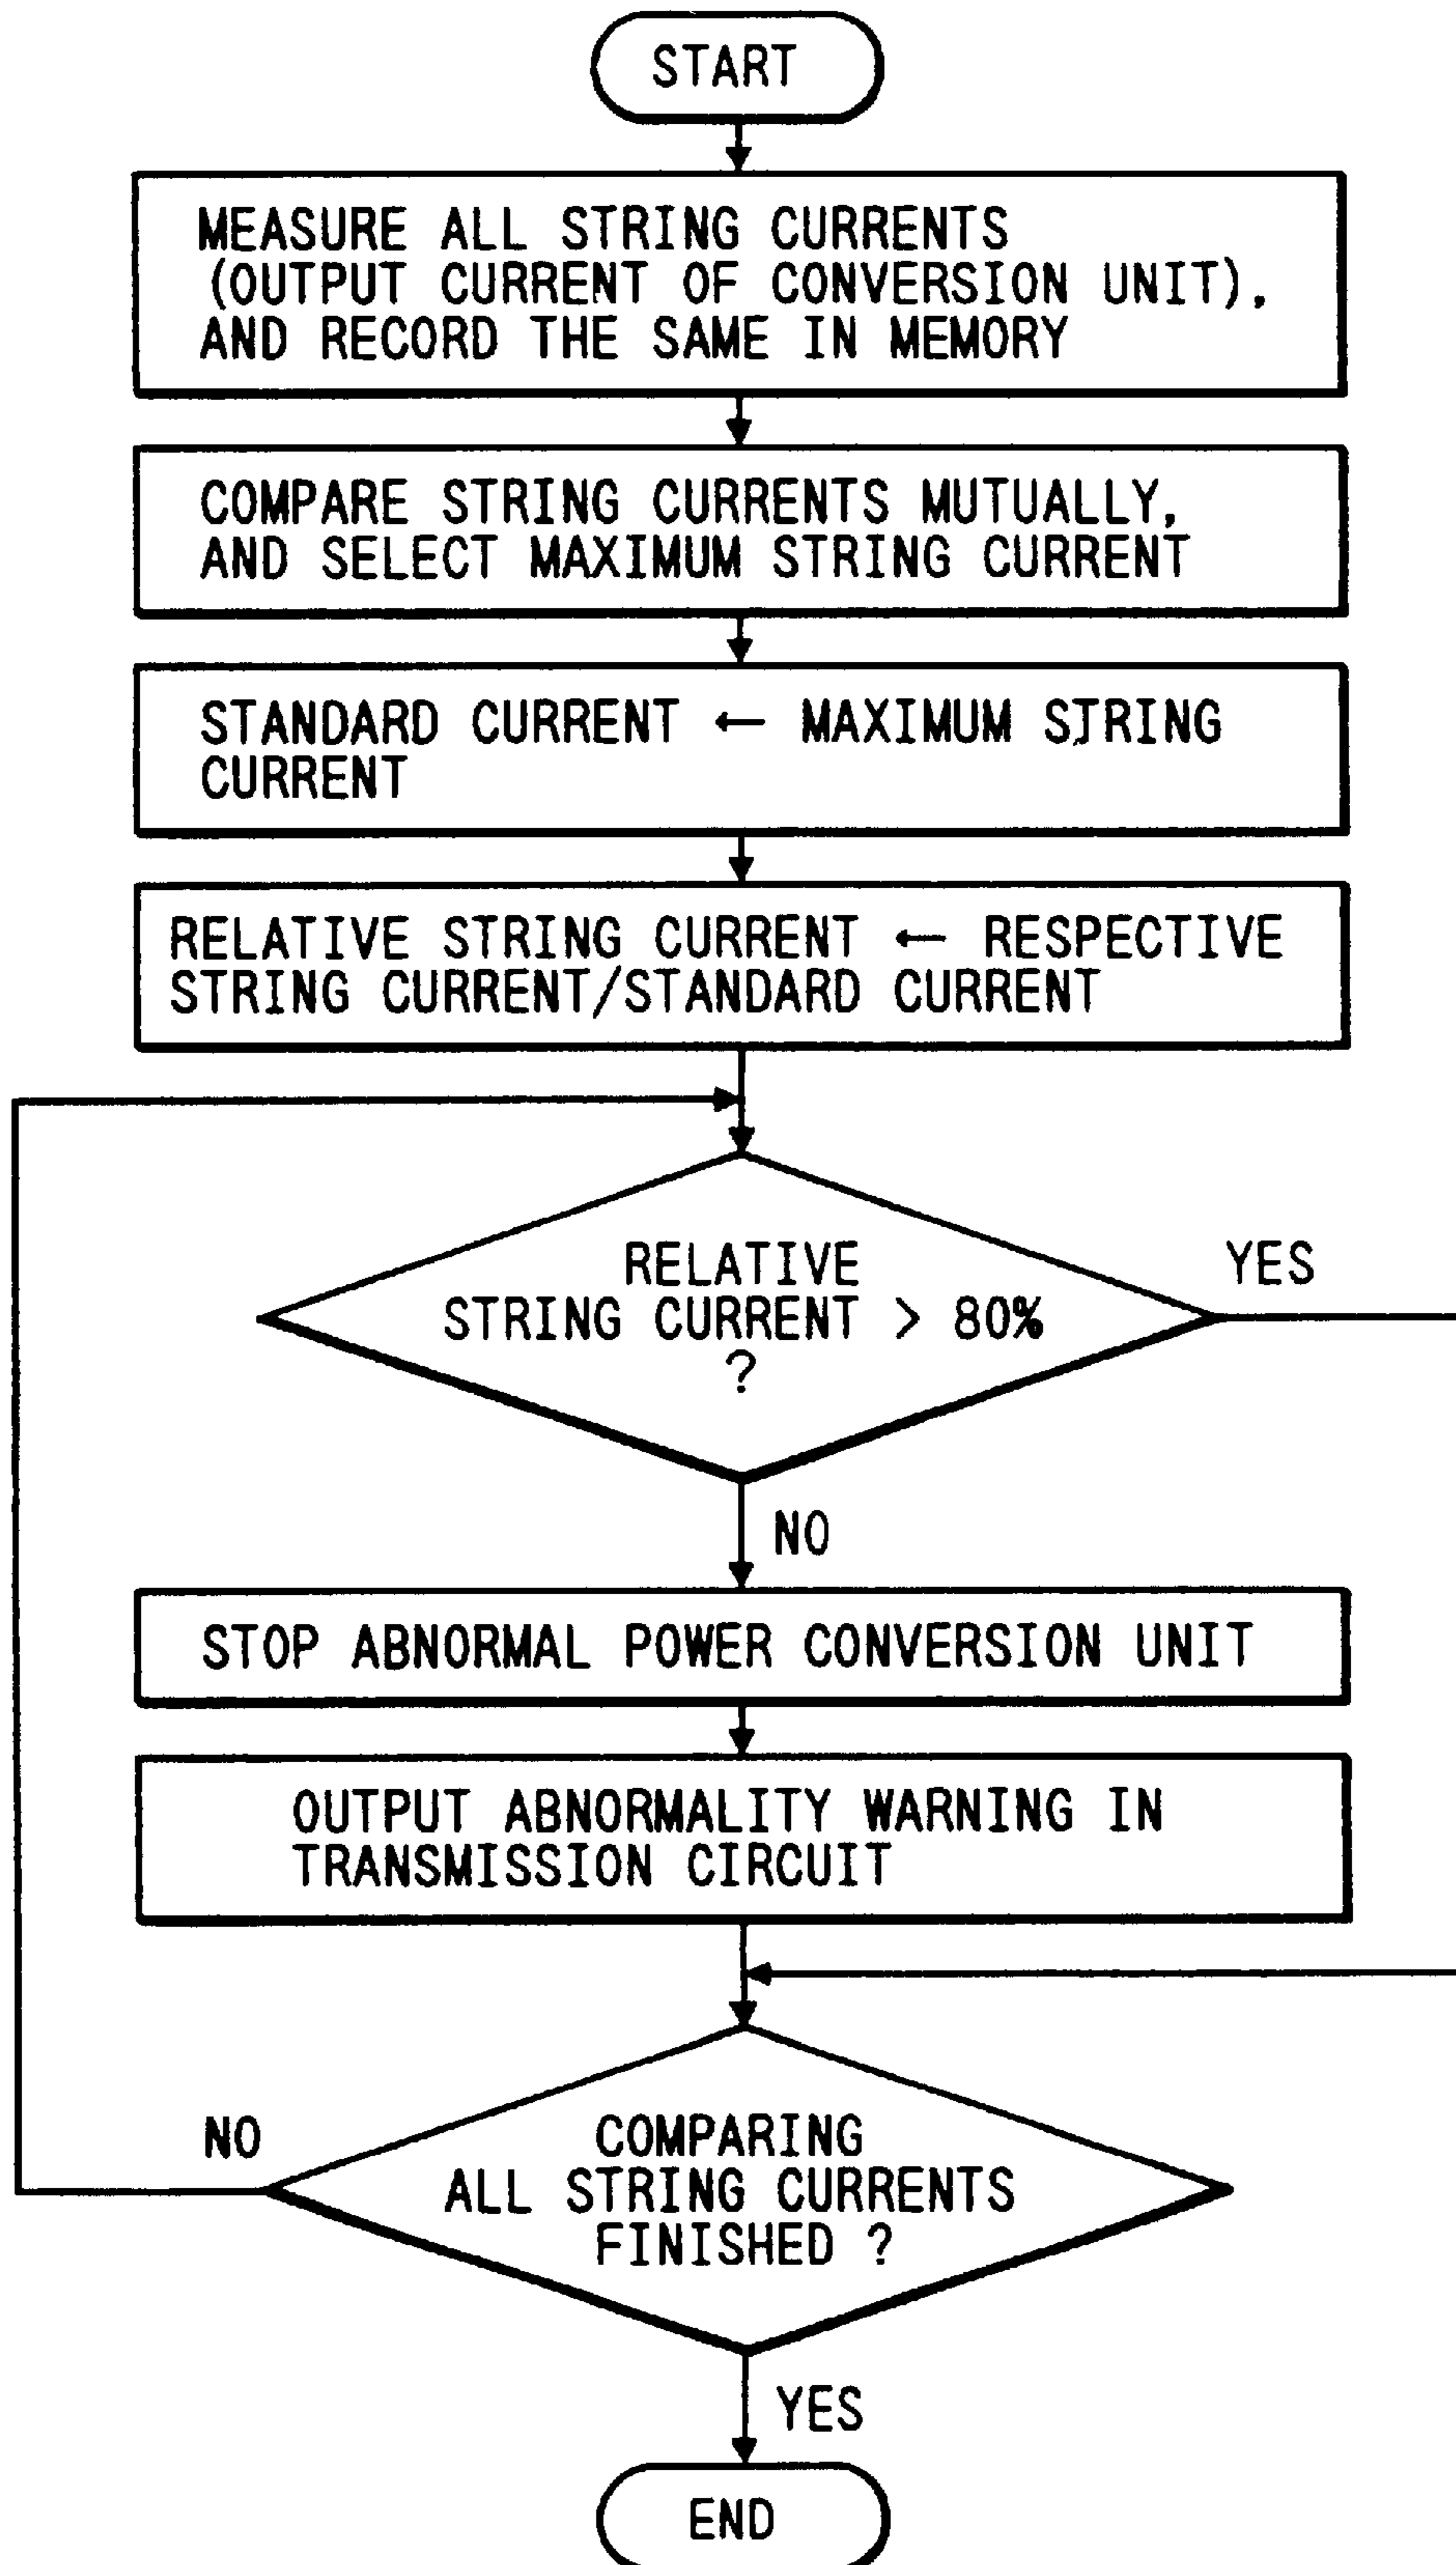 START
MEASURE ALL STRING CURRENTS
(OUTPUT CURRENT OF CONVERSION UNIT),
AND RECORD THE SAME IN MEMORY
COMPARE STRING CURRENTS MUTUALLY,
AND SELECT MAXIMUM STRING CURRENT
STANDARD CURRENT ← MAXIMUM STRING
CURRENT
RELATIVE STRING CURRENT ← RESPECTIVE
STRING CURRENT/STANDARD CURRENT
RELATIVE
STRING CURRENT > 80%
?
YES
NO
STOP ABNORMAL POWER CONVERSION UNIT
OUTPUT ABNORMALITY WARNING IN
TRANSMISSION CIRCUIT
COMPARING
ALL STRING CURRENTS
FINISHED ?
NO
YES
END